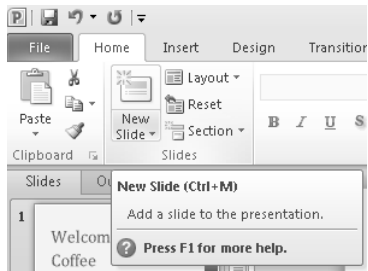 P
File Home Insert Design Transition
Paste
New Slide
Layout
Reset
Section
B I U S
Clipboard Slides
Slides Ou
New Slide (Ctrl+M)
Add a slide to the presentation.
Press F1 for more help.
1
Welcom
Coffee